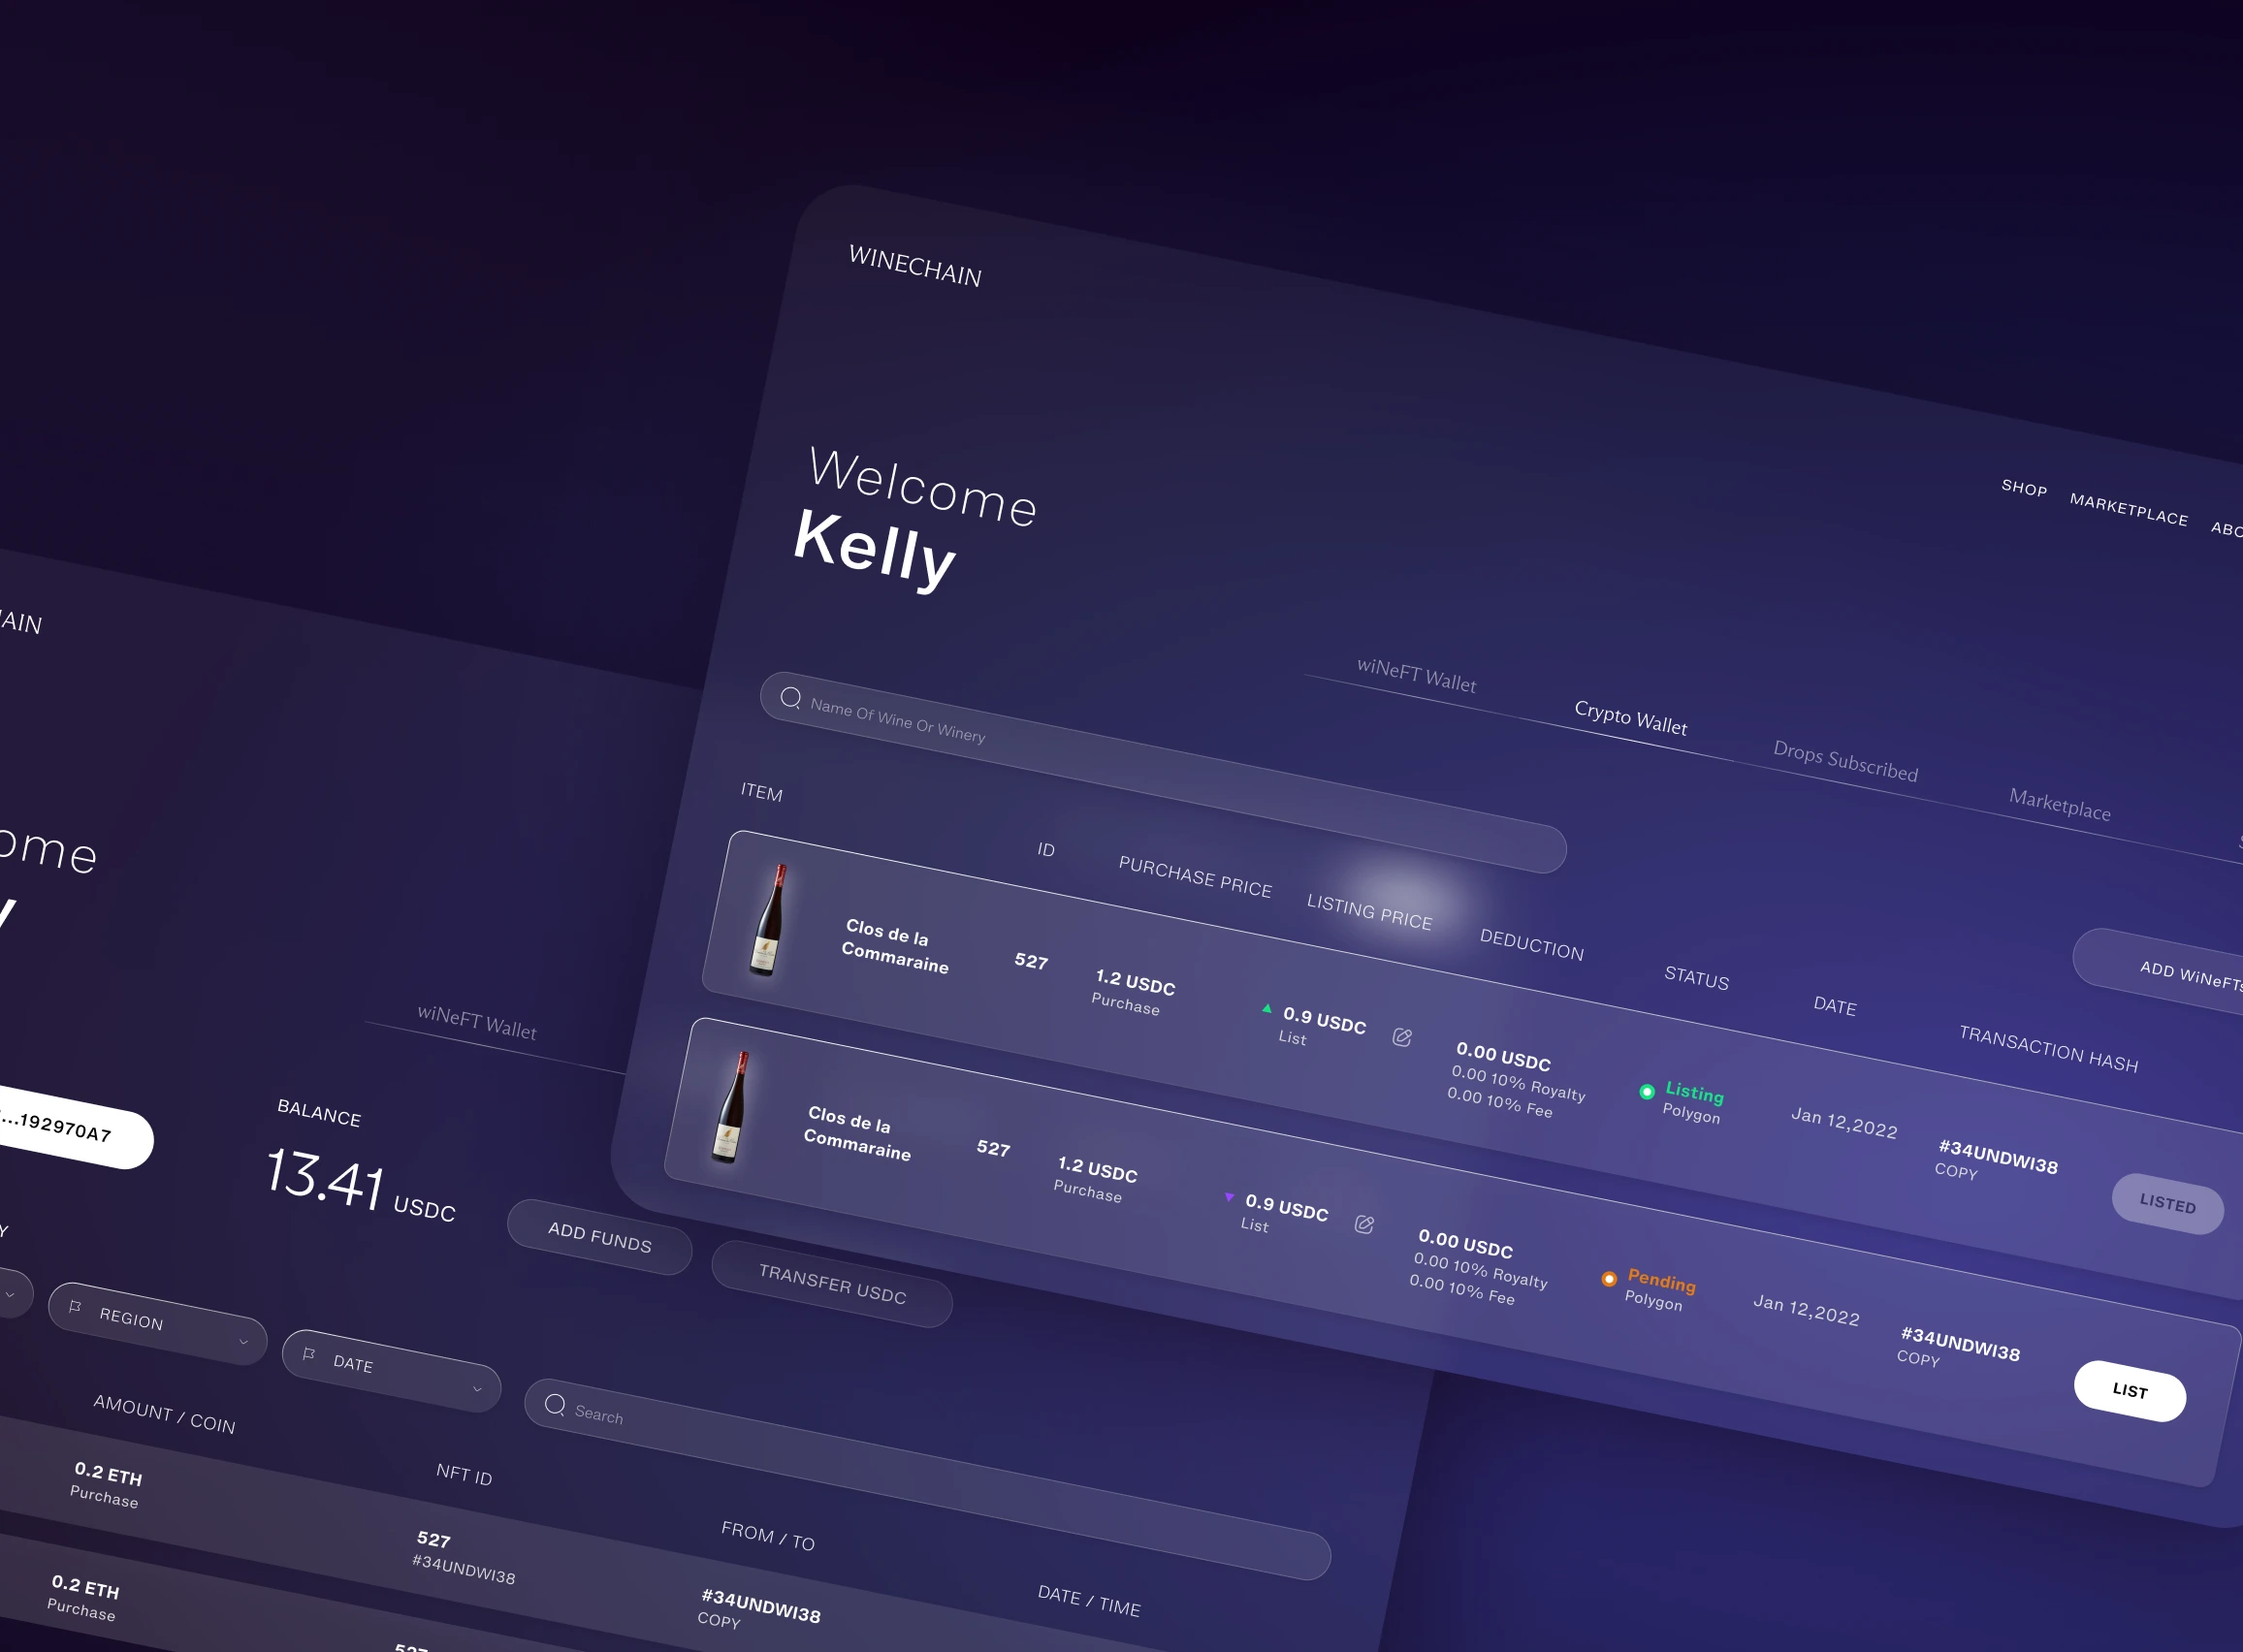 WINECHAIN
SHOP MARKETPLACE
Welcome
Kelly
wiNeFT Wallet
Crypto Wallet
Drops Subscribed
Marketplace
Name Of Wine Or Winery
ADD WiNeFTs
ITEM
ID
PURCHASE PRICE
LISTING PRICE
DEDUCTION
STATUS
DATE
TRANSACTION HASH
Clos de la
Commaraine
527
1.2 USDC
Purchase
0.9 USDC
List
0.00 USDC
0.00 10% Royalty
0.00 10% Fee
Listing
Polygon
Jan 12,2022
#34UNDWI38
COPY
LISTED
Clos de la
Commaraine
527
1.2 USDC
Purchase
0.9 USDC
List
0.00 USDC
0.00 10% Royalty
0.00 10% Fee
Pending
Polygon
Jan 12,2022
#34UNDWI38
COPY
LIST
AIN
ome
y
wiNeFT Wallet
...192970A7
BALANCE
13.41 USDC
ADD FUNDS
TRANSFER USDC
Y
REGION
DATE
Search
AMOUNT / COIN
NFT ID
FROM / TO
DATE / TIME
0.2 ETH
Purchase
527
#34UNDWI38
#34UNDWI38
COPY
0.2 ETH
Purchase
527